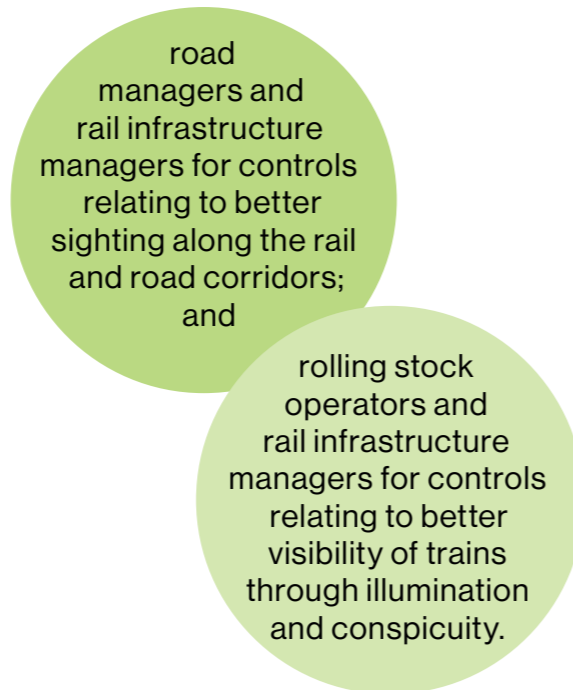 road
managers and
rail infrastructure
managers for controls
relating to better
sighting along the rail
and road corridors;
and
rolling stock
operators and
rail infrastructure
managers for controls
relating to better
visibility of trains
through illumination
and conspicuity.